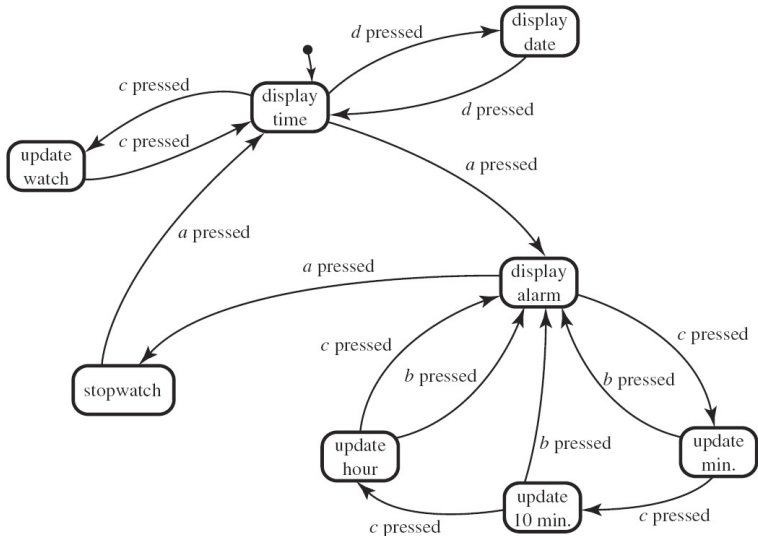 display
date
d pressed
display
time
d pressed
c pressed
c pressed
update
watch
a pressed
a pressed
display
alarm
a pressed
stopwatch
c pressed
b pressed
c pressed
b pressed
b pressed
update
hour
update
min.
update
10 min.
c pressed
c pressed